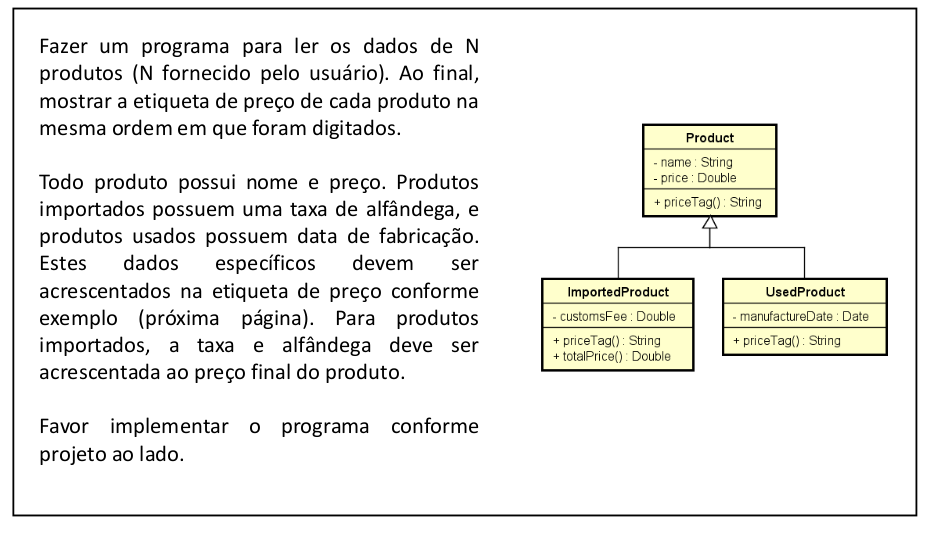 Fazer um programa para ler os dados de N
produtos (N fornecido pelo usuário). Ao final,
mostrar a etiqueta de preço de cada produto na
mesma ordem em que foram digitados.
Todo produto possui nome e preço. Produtos
importados possuem uma taxa de alfândega, e
produtos usados possuem data de fabricação.
Estes dados específicos devem ser
acrescentados na etiqueta de preço conforme
exemplo (próxima página). Para produtos
importados, a taxa e alfândega deve ser
acrescentada ao preço final do produto.
Favor implementar o programa conforme
projeto ao lado.
Product
- name : String
- price : Double
+ priceTag() : String
ImportedProduct
- customsFee : Double
+ priceTag() : String
+ totalPrice() : Double
UsedProduct
- manufactureDate : Date
+ priceTag() : String